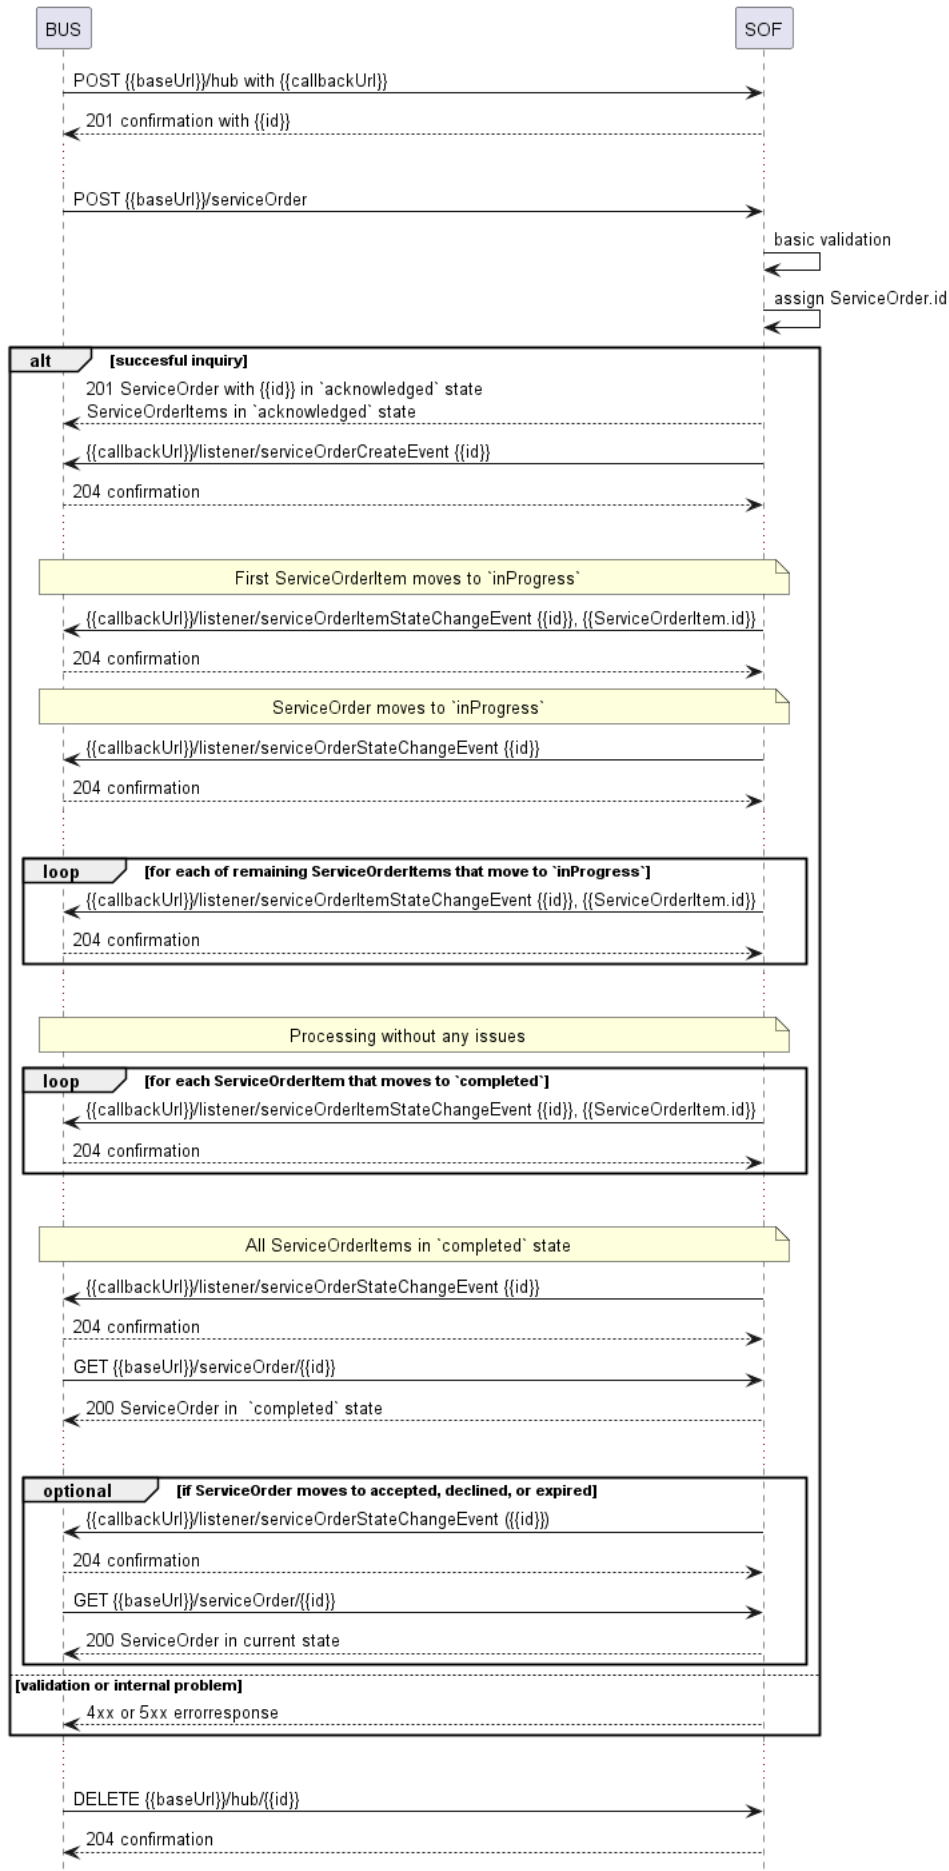 BUS
SOF
POST {{baseUrl}}/hub with {{callbackUrl}}
201 confirmation with {{id}}
POST {{baseUrl}}/serviceOrder
basic validation
assign ServiceOrder.id
alt
[succesful inquiry]
201 ServiceOrder with {{id}} in `acknowledged` state
ServiceOrderItems in `acknowledged` state
{{callbackUrl}}/listener/serviceOrderCreateEvent {{id}}
204 confirmation
First ServiceOrderItem moves to `inProgress`
{{callbackUrl}}/listener/serviceOrderItemStateChangeEvent {{id}}, {{ServiceOrderItem.id}}
204 confirmation
ServiceOrder moves to `inProgress`
{{callbackUrl}}/listener/serviceOrderStateChangeEvent {{id}}
204 confirmation
loop
[for each of remaining ServiceOrderItems that move to `inProgress`]
{{callbackUrl}}/listener/serviceOrderItemStateChangeEvent {{id}}, {{ServiceOrderItem.id}}
204 confirmation
Processing without any issues
loop
[for each ServiceOrderItem that moves to `completed`]
{{callbackUrl}}/listener/serviceOrderItemStateChangeEvent {{id}}, {{ServiceOrderItem.id}}
204 confirmation
All ServiceOrderItems in `completed` state
{{callbackUrl}}/listener/serviceOrderStateChangeEvent {{id}}
204 confirmation
GET {{baseUrl}}/serviceOrder/{{id}}
200 ServiceOrder in  `completed` state
optional
[if ServiceOrder moves to accepted, declined, or expired]
{{callbackUrl}}/listener/serviceOrderStateChangeEvent ({{id}})
204 confirmation
GET {{baseUrl}}/serviceOrder/{{id}}
200 ServiceOrder in current state
[validation or internal problem]
4xx or 5xx errorresponse
DELETE {{baseUrl}}/hub/{{id}}
204 confirmation